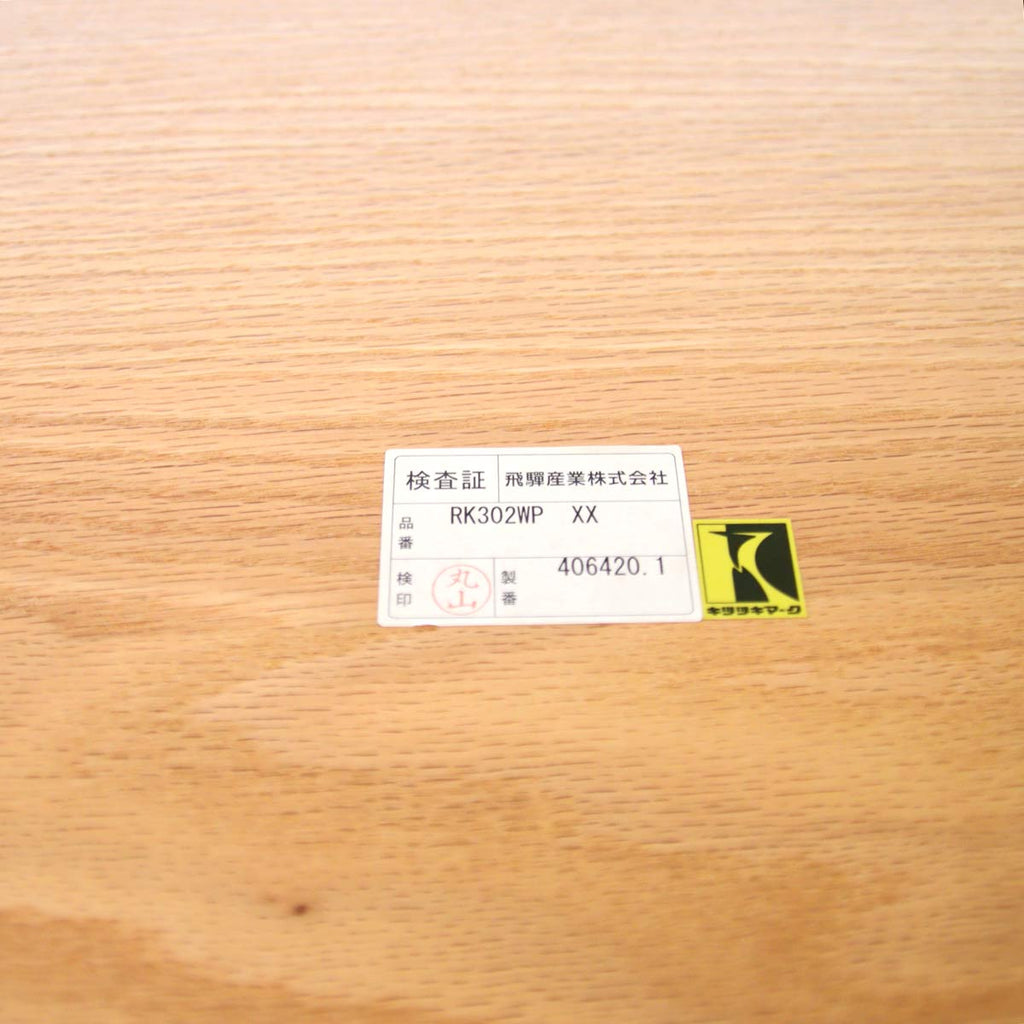 検査証 飛驒産業株式会社
品番 RK302WP XX
検印 丸山 製番 406420.1
キツツキマーク